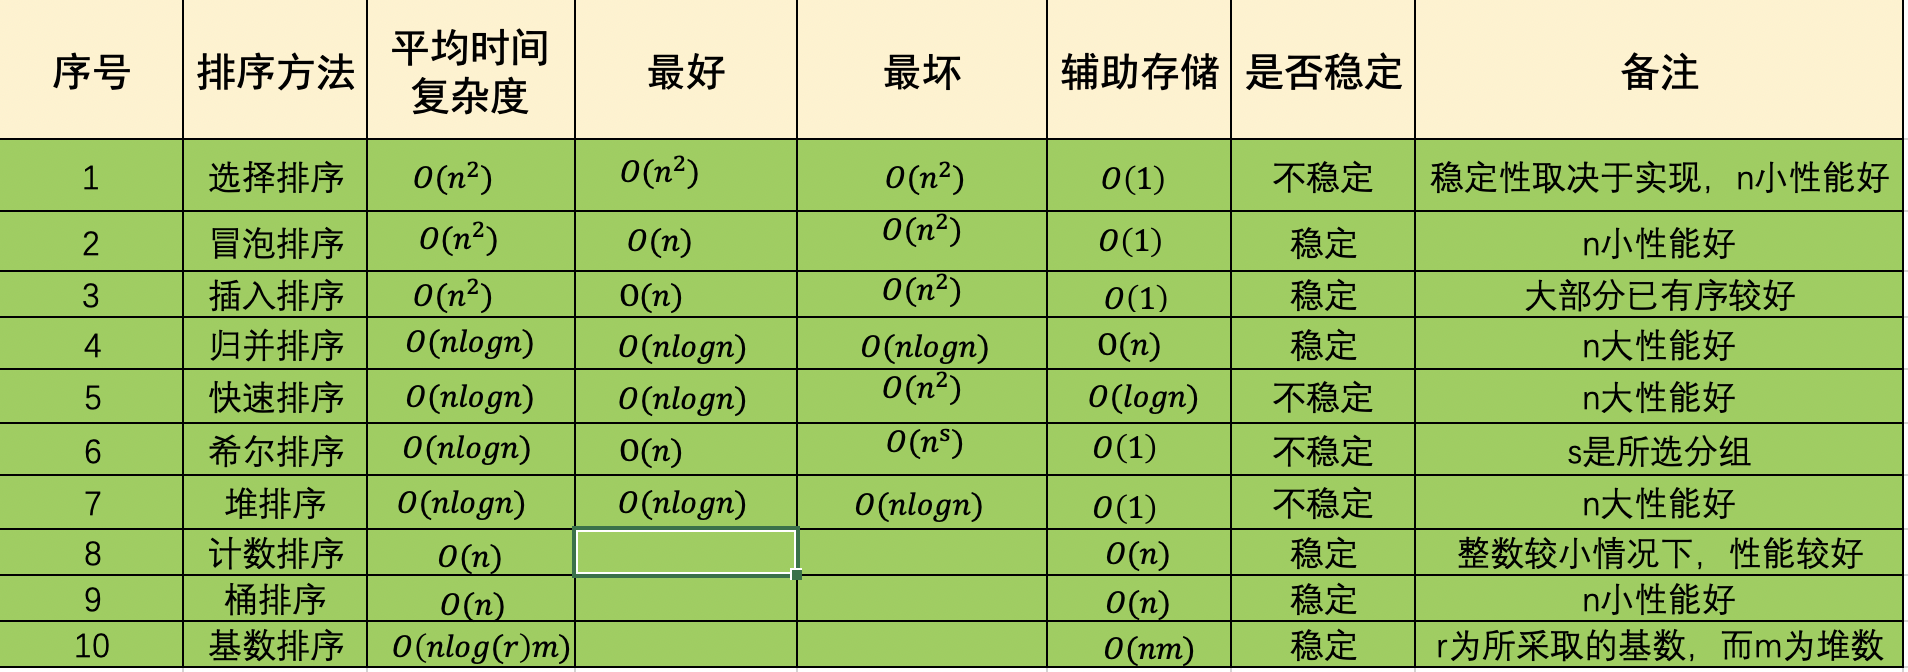 序号 排序方法 平均时间复杂度 最好 最坏 辅助存储 是否稳定 备注
1 选择排序 O(n²) O(n²) O(n²) O(1) 不稳定 稳定性取决于实现，n小性能好
2 冒泡排序 O(n²) O(n) O(n²) O(1) 稳定 n小性能好
3 插入排序 O(n²) O(n) O(n²) O(1) 稳定 大部分已有序较好
4 归并排序 O(nlogn) O(nlogn) O(nlogn) O(n) 稳定 n大性能好
5 快速排序 O(nlogn) O(nlogn) O(n²) O(logn) 不稳定 n大性能好
6 希尔排序 O(nlogn) O(n) O(nˢ) O(1) 不稳定 s是所选分组
7 堆排序 O(nlogn) O(nlogn) O(nlogn) O(1) 不稳定 n大性能好
8 计数排序 O(n) O(n) 稳定 整数较小情况下，性能较好
9 桶排序 O(n) O(n) 稳定 n小性能好
10 基数排序 O(nlog(r)m) O(nm) 稳定 r为所采取的基数，而m为堆数